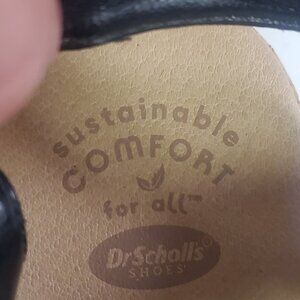 sustainable
COMFORT
for all™
Dr Scholl's®
SHOES